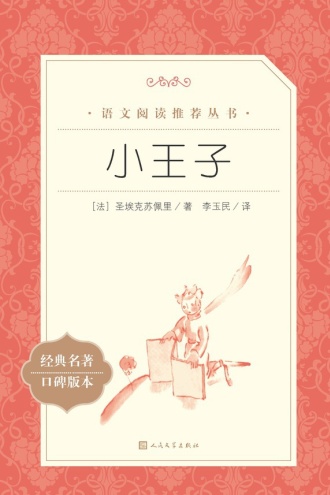 ·语文阅读推荐丛书·
小王子
[法] 圣埃克苏佩里/著 李玉民/译
经典名著
口碑版本
人民文学出版社